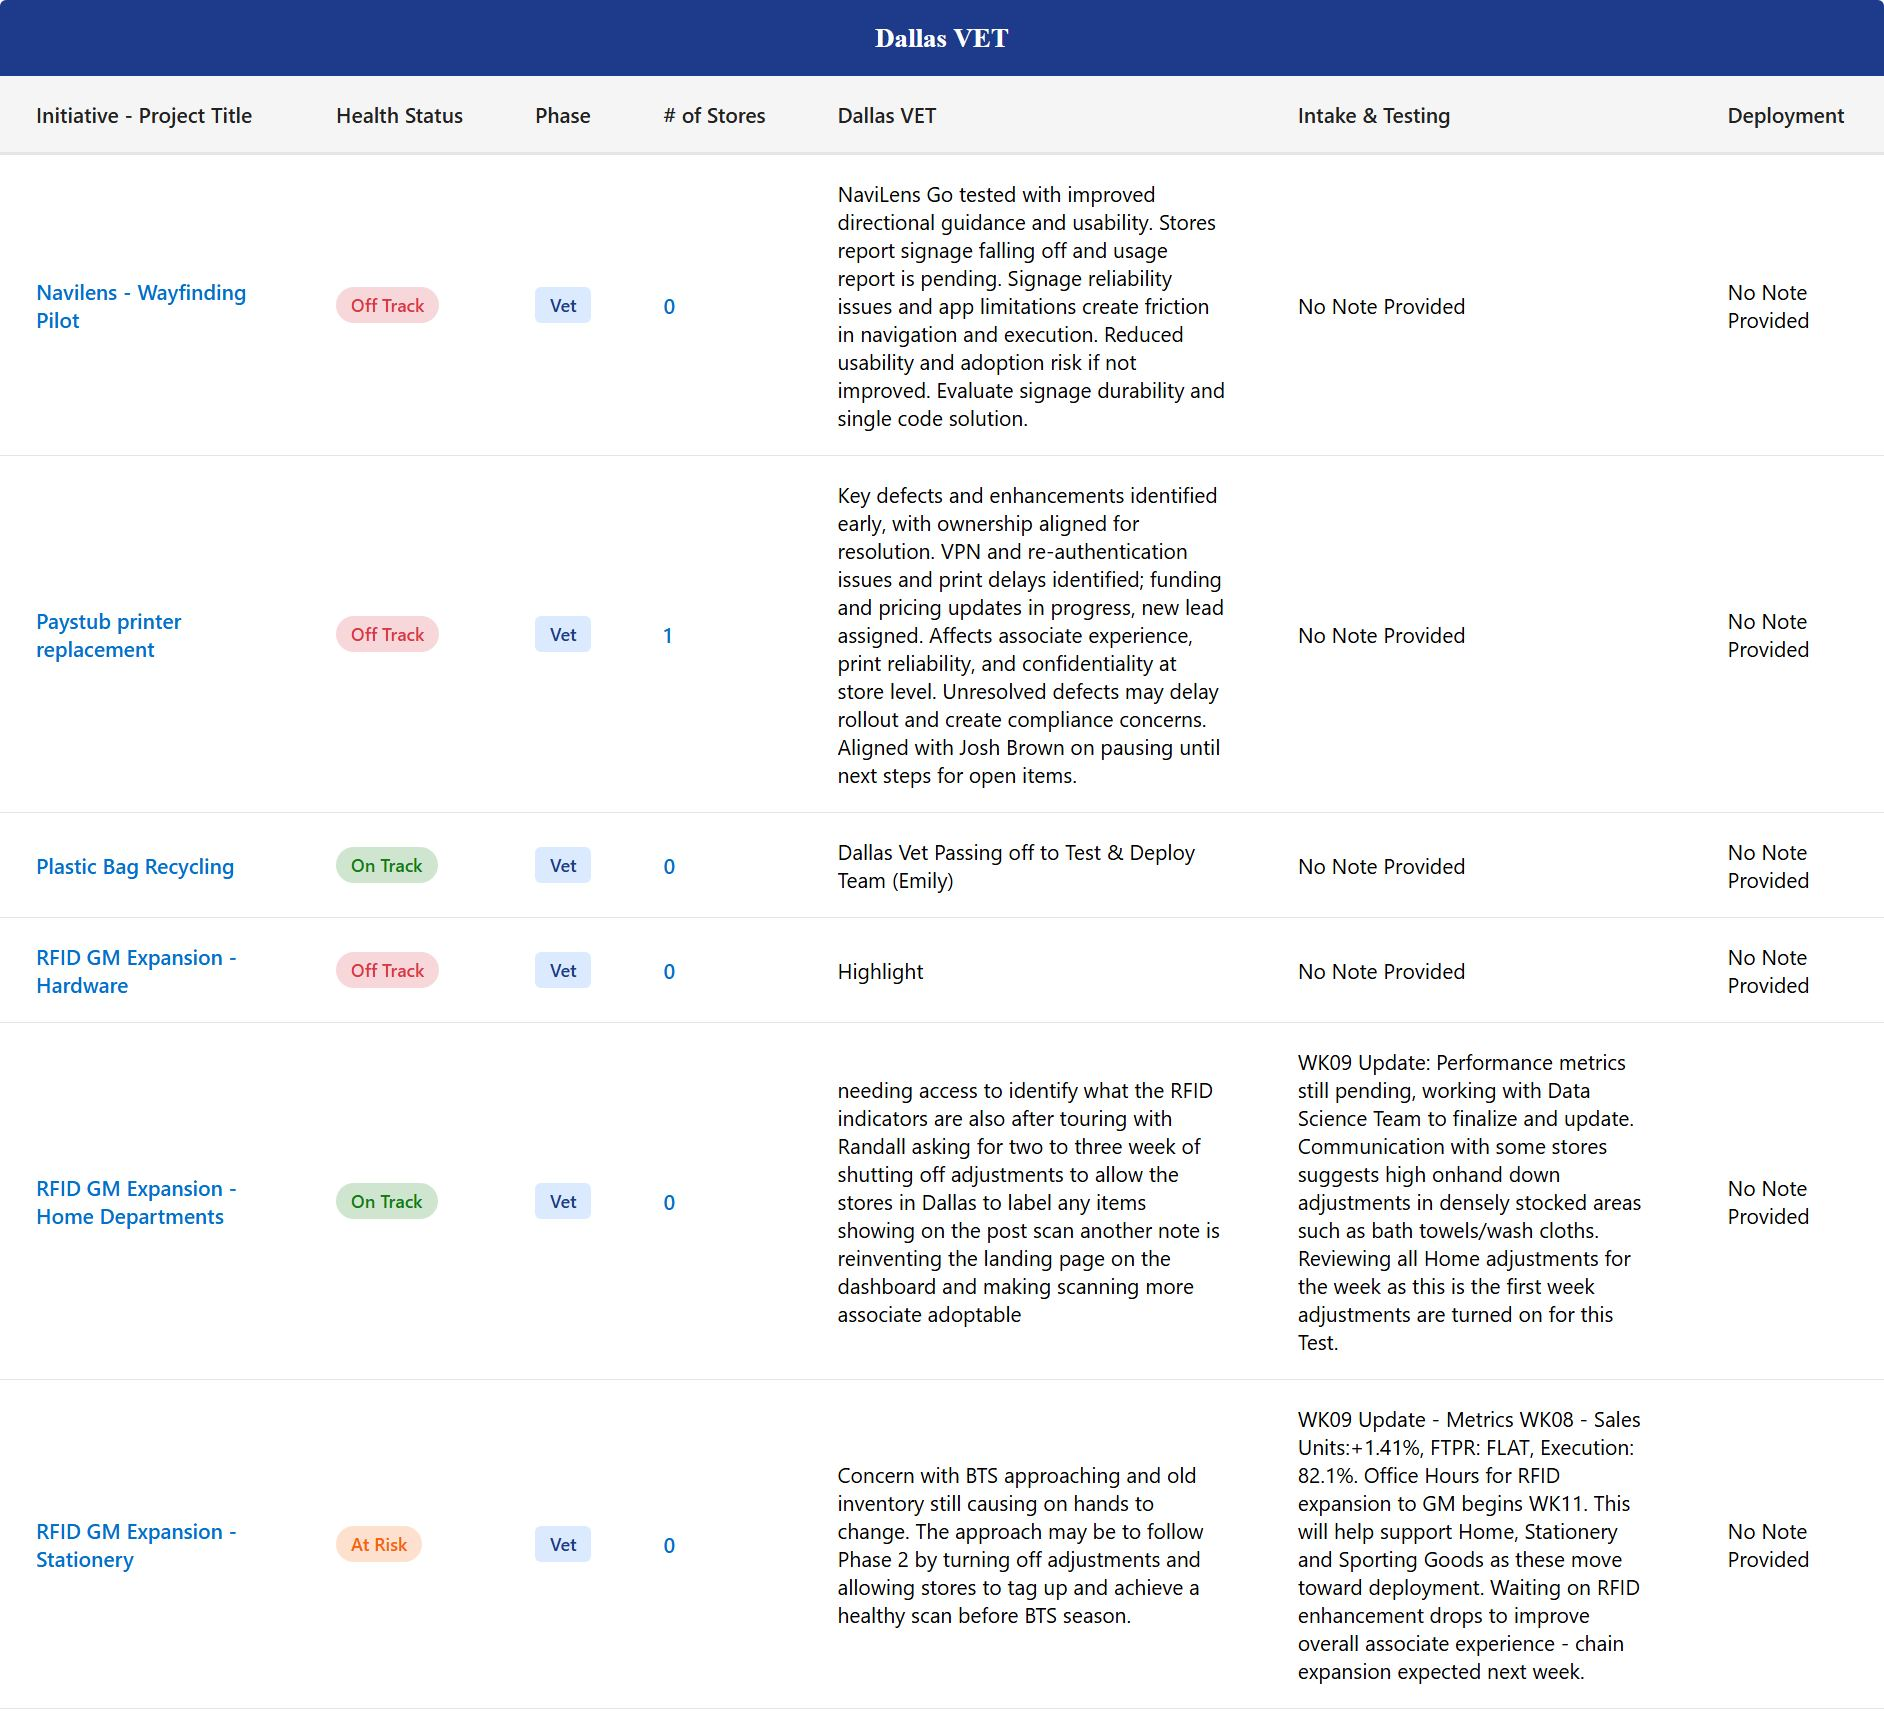 Dallas VET
Initiative - Project Title
Health Status
Phase
# of Stores
Dallas VET
Intake & Testing
Deployment
Navilens - Wayfinding
Pilot
Off Track
Vet
0
NaviLens Go tested with improved
directional guidance and usability. Stores
report signage falling off and usage
report is pending. Signage reliability
issues and app limitations create friction
in navigation and execution. Reduced
usability and adoption risk if not
improved. Evaluate signage durability and
single code solution.
No Note Provided
No Note
Provided
Paystub printer
replacement
Off Track
Vet
1
Key defects and enhancements identified
early, with ownership aligned for
resolution. VPN and re-authentication
issues and print delays identified; funding
and pricing updates in progress, new lead
assigned. Affects associate experience,
print reliability, and confidentiality at
store level. Unresolved defects may delay
rollout and create compliance concerns.
Aligned with Josh Brown on pausing until
next steps for open items.
No Note Provided
No Note
Provided
Plastic Bag Recycling
On Track
Vet
0
Dallas Vet Passing off to Test & Deploy
Team (Emily)
No Note Provided
No Note
Provided
RFID GM Expansion -
Hardware
Off Track
Vet
0
Highlight
No Note Provided
No Note
Provided
RFID GM Expansion -
Home Departments
On Track
Vet
0
needing access to identify what the RFID
indicators are also after touring with
Randall asking for two to three week of
shutting off adjustments to allow the
stores in Dallas to label any items
showing on the post scan another note is
reinventing the landing page on the
dashboard and making scanning more
associate adoptable
WK09 Update: Performance metrics
still pending, working with Data
Science Team to finalize and update.
Communication with some stores
suggests high onhand down
adjustments in densely stocked areas
such as bath towels/wash cloths.
Reviewing all Home adjustments for
the week as this is the first week
adjustments are turned on for this
Test.
No Note
Provided
RFID GM Expansion -
Stationery
At Risk
Vet
0
Concern with BTS approaching and old
inventory still causing on hands to
change. The approach may be to follow
Phase 2 by turning off adjustments and
allowing stores to tag up and achieve a
healthy scan before BTS season.
WK09 Update - Metrics WK08 - Sales
Units:+1.41%, FTPR: FLAT, Execution:
82.1%. Office Hours for RFID
expansion to GM begins WK11. This
will help support Home, Stationery
and Sporting Goods as these move
toward deployment. Waiting on RFID
enhancement drops to improve
overall associate experience - chain
expansion expected next week.
No Note
Provided